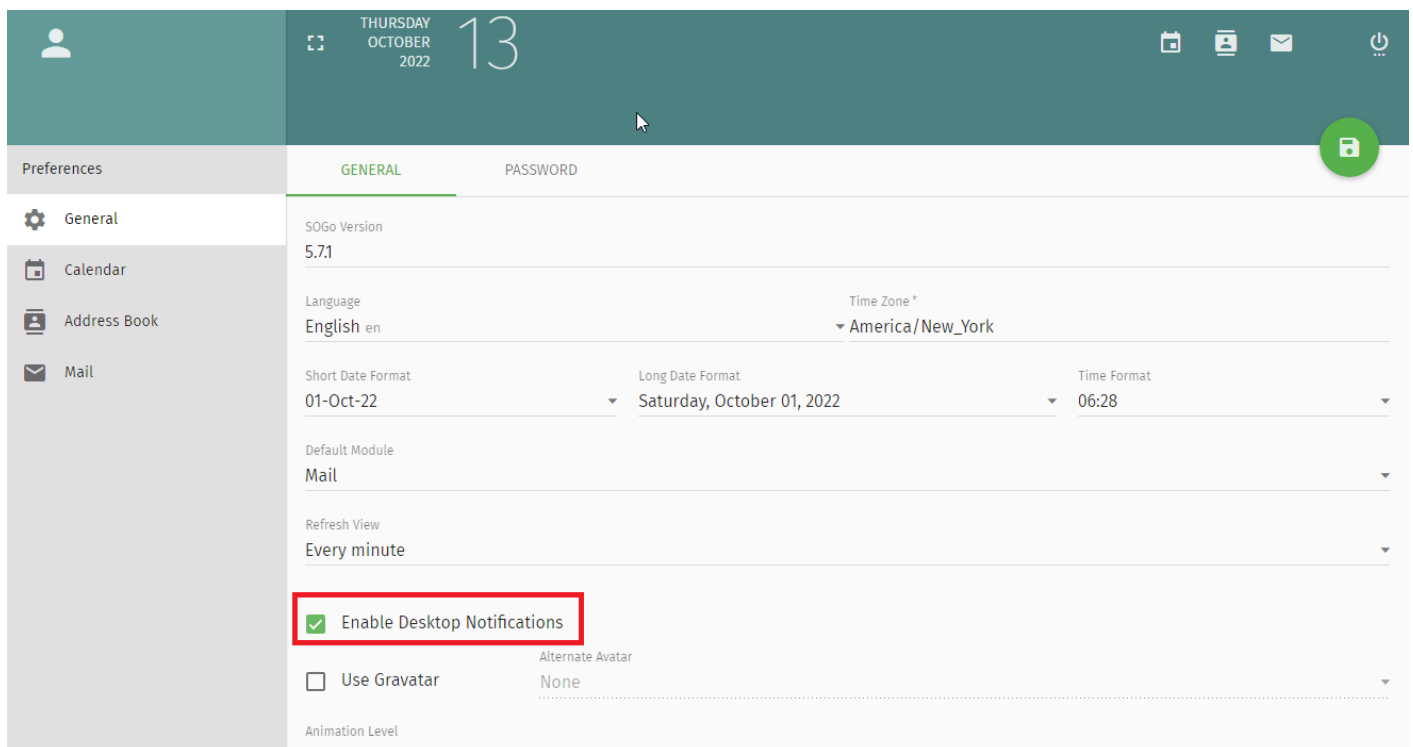 THURSDAY
OCTOBER
2022
13
Preferences
GENERAL
PASSWORD
General
Calendar
Address Book
Mail
SOGo Version
5.7.1
Language
English en
Time Zone *
America/New_York
Short Date Format
01-Oct-22
Long Date Format
Saturday, October 01, 2022
Time Format
06:28
Default Module
Mail
Refresh View
Every minute
Enable Desktop Notifications
Use Gravatar
Alternate Avatar
None
Animation Level